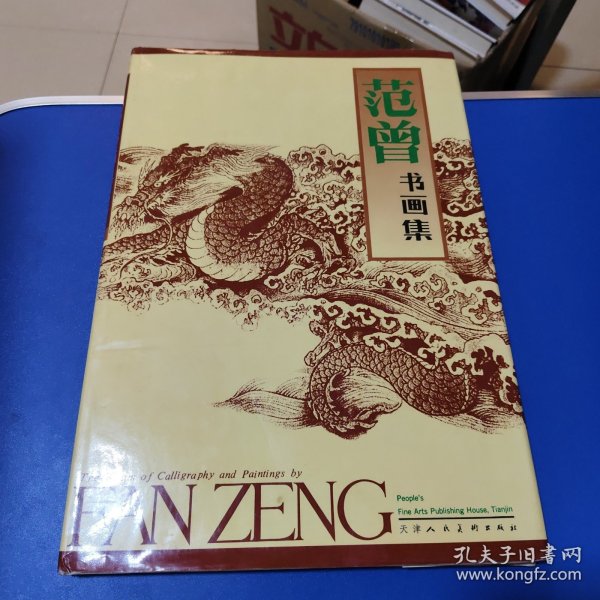 范曾
书画集
of Calligraphy and Paintings by
FAN ZENG
People's
Fine Arts Publishing House, Tianjin
天津人民美术出版社
孔夫子旧书网
www.kongfz.com